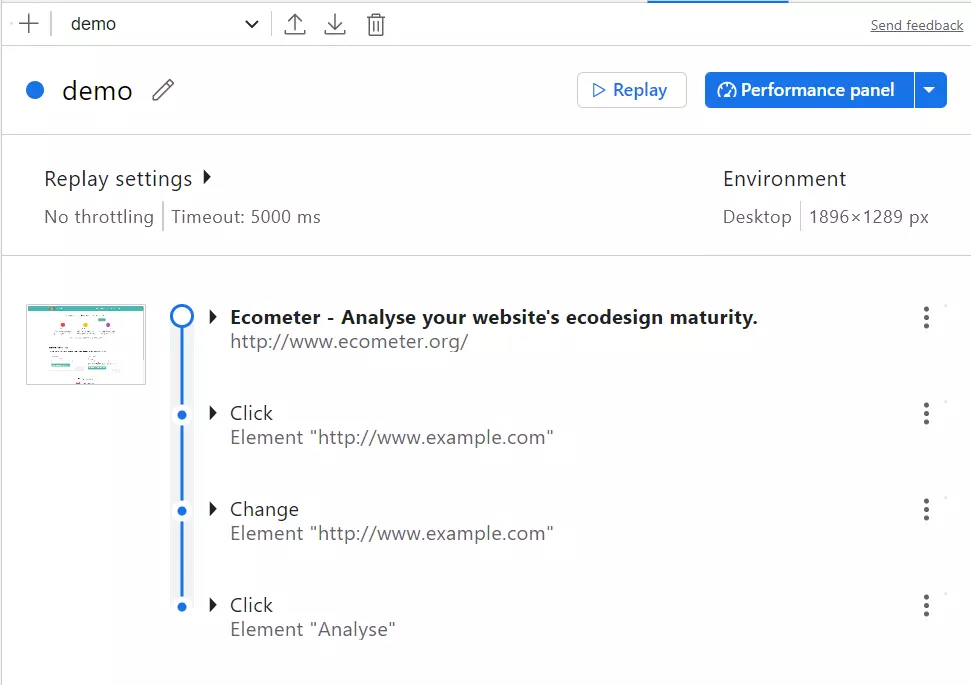 demo
Send feedback
demo
Replay
Performance panel
Replay settings
Environment
No throttling
Timeout: 5000 ms
Desktop
1896×1289 px
Ecometer - Analyse your website's ecodesign maturity.
http://www.ecometer.org/
Click
Element "http://www.example.com"
Change
Element "http://www.example.com"
Click
Element "Analyse"